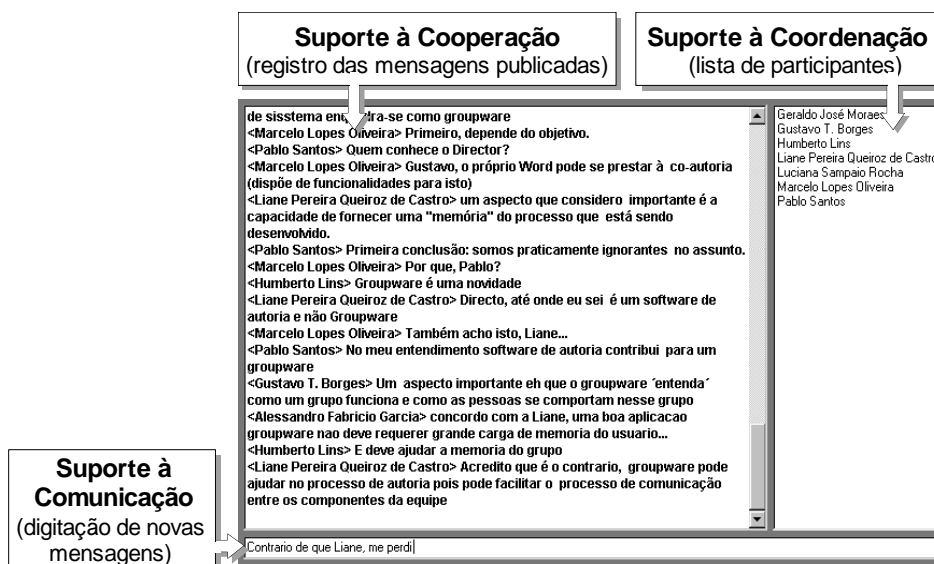 Suporte à Cooperação
(registro das mensagens publicadas)
Suporte à Coordenação
(lista de participantes)
de sisstema enquadra-se como groupware
<Marcelo Lopes Oliveira> Primeiro, depende do objetivo.
<Pablo Santos> Quem conhece o Director?
<Marcelo Lopes Oliveira> Gustavo, o próprio Word pode se prestar à co-autoria
(dispõe de funcionalidades para isto)
<Liane Pereira Queiroz de Castro> um aspecto que considero importante é a
capacidade de fornecer uma "memória" do processo que está sendo
desenvolvido.
<Pablo Santos> Primeira conclusão: somos praticamente ignorantes no assunto.
<Marcelo Lopes Oliveira> Por que, Pablo?
<Humberto Lins> Groupware é uma novidade
<Liane Pereira Queiroz de Castro> Directo, até onde eu sei é um software de
autoria e não Groupware
<Marcelo Lopes Oliveira> Também acho isto, Liane...
<Pablo Santos> No meu entendimento software de autoria contribui para um
groupware
<Gustavo T. Borges> Um aspecto importante eh que o groupware ´entenda´
como um grupo funciona e como as pessoas se comportam nesse grupo
<Alessandro Fabricio Garcia> concordo com a Liane, uma boa aplicacao
groupware nao deve requerer grande carga de memoria do usuario...
<Humberto Lins> E deve ajudar a memoria do grupo
<Liane Pereira Queiroz de Castro> Acredito que é o contrario, groupware pode
ajudar no processo de autoria pois pode facilitar o processo de comunicação
entre os componentes da equipe
Geraldo José Moraes
Gustavo T. Borges
Humberto Lins
Liane Pereira Queiroz de Castro
Luciana Sampaio Rocha
Marcelo Lopes Oliveira
Pablo Santos
Suporte à
Comunicação
(digitação de novas
mensagens)
Contrario de que Liane, me perdi